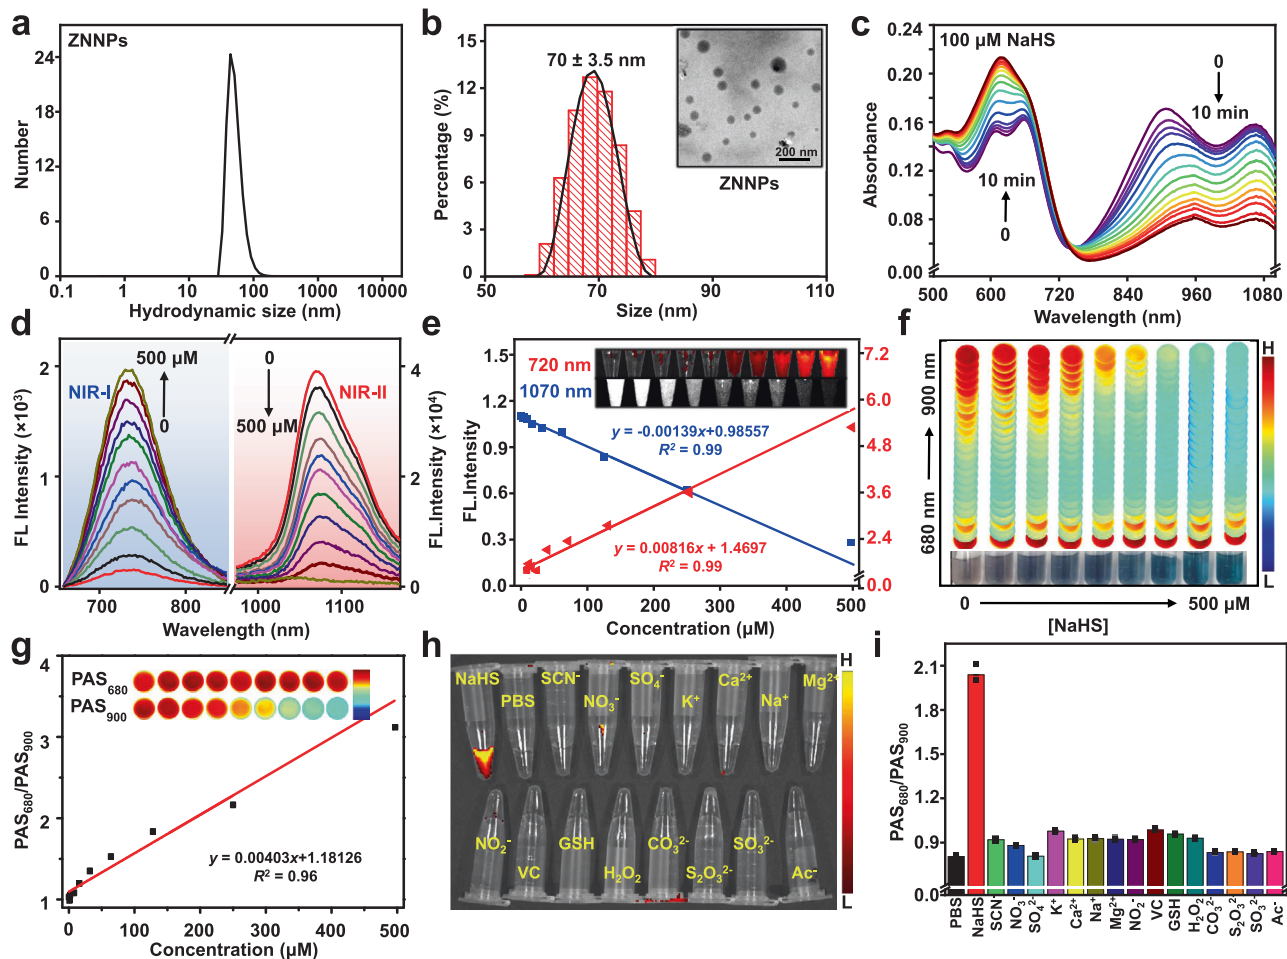 a
ZNNPs
Number
24
18
12
6
0
0.1 1 10 100 1000 10000
Hydrodynamic size (nm)
b
70 ± 3.5 nm
Percentage (%)
15
12
9
6
3
0
200 nm
ZNNPs
50 70 90 110
Size (nm)
c
100 µM NaHS
0
10 min
10 min
0
Absorbance
0.24
0.20
0.16
0.12
0.08
0.00
500 600 720 840 960 1080
Wavelength (nm)
d
500 µM
0
NIR-I
0
500 µM
NIR-II
FL Intensity (×10³)
2
1
0
FL.Intensity (×10⁴)
4
2
0
700 800 1000 1100
Wavelength (nm)
e
720 nm
1070 nm
y = -0.00139x+0.98557
R² = 0.99
y = 0.00816x + 1.4697
R² = 0.99
FL.Intensity
1.5
1.2
0.9
0.6
0.3
0.0
7.2
6.0
4.8
3.6
2.4
0.0
0 100 200 300 400 500
Concentration (µM)
f
900 nm
680 nm
H
L
0 500 µM
[NaHS]
g
PAS680
PAS900
y = 0.00403x+1.18126
R² = 0.96
PAS680/PAS900
4
3
2
1
0 100 200 300 400 500
Concentration (µM)
h
NaHS PBS SCN⁻ NO₃⁻ SO₄⁻ K⁺ Ca²⁺ Na⁺ Mg²⁺
NO₂⁻ VC GSH H₂O₂ CO₃²⁻ S₂O₃²⁻ SO₃²⁻ Ac⁻
H
L
i
PAS680/PAS900
2.1
1.5
0.9
0.0
PBS NaHS SCN⁻ NO₃⁻ SO₄²⁻ K⁺ Ca²⁺ Na⁺ Mg²⁺ NO₂⁻ VC GSH H₂O₂ CO₃²⁻ S₂O₃²⁻ SO₃²⁻ Ac⁻